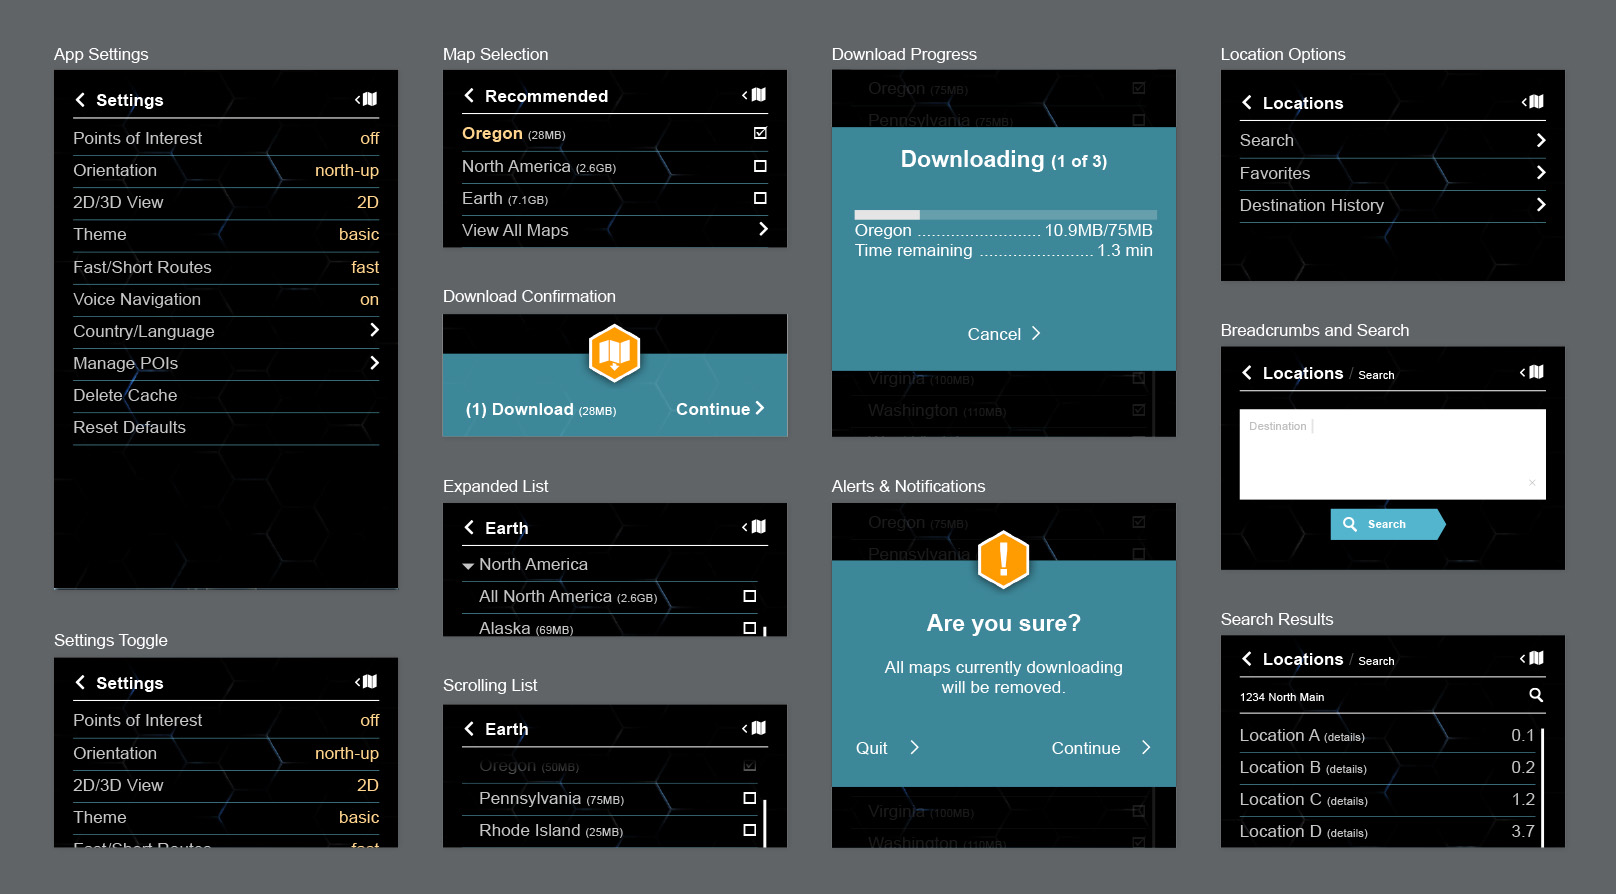 App Settings
Settings
Points of Interest off
Orientation north-up
2D/3D View 2D
Theme basic
Fast/Short Routes fast
Voice Navigation on
Country/Language
Manage POIs
Delete Cache
Reset Defaults
Settings Toggle
Settings
Points of Interest off
Orientation north-up
2D/3D View 2D
Theme basic
Fast/Short Routes fast
Map Selection
Recommended
Oregon (28MB)
North America (2.6GB)
Earth (7.1GB)
View All Maps
Download Confirmation
(1) Download (28MB) Continue
Expanded List
Earth
North America
All North America (2.6GB)
Alaska (69MB)
Scrolling List
Earth
Oregon (50MB)
Pennsylvania (75MB)
Rhode Island (25MB)
Download Progress
Oregon (75MB)
Pennsylvania (75MB)
Downloading (1 of 3)
Oregon .......................... 10.9MB/75MB
Time remaining ........................ 1.3 min
Cancel
Virginia (100MB)
Washington (110MB)
Alerts & Notifications
Oregon (75MB)
Pennsylvania
!
Are you sure?
All maps currently downloading
will be removed.
Quit Continue
Virginia (100MB)
Washington (110MB)
Location Options
Locations
Search
Favorites
Destination History
Breadcrumbs and Search
Locations / Search
Destination
Search
Search Results
Locations / Search
1234 North Main
Location A (details) 0.1
Location B (details) 0.2
Location C (details) 1.2
Location D (details) 3.7